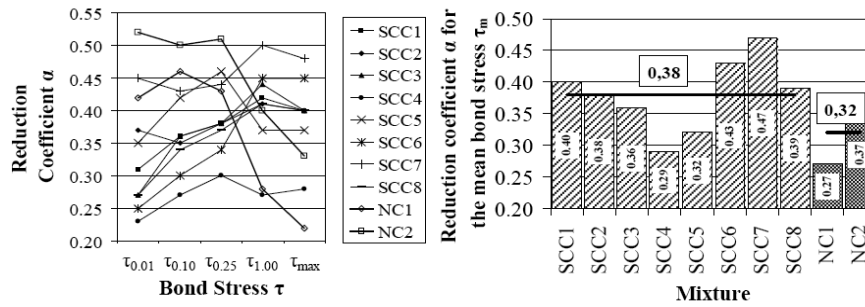 0.55
0.50
0.45
0.40
0.35
0.30
0.25
0.20
Reduction
Coefficient α
τ0.01 τ0.10 τ0.25 τ1.00 τmax
Bond Stress τ
SCC1
SCC2
SCC3
SCC4
SCC5
SCC6
SCC7
SCC8
NC1
NC2
Reduction coefficient α for
the mean bond stress τm
0.50
0.45
0.40
0.35
0.30
0.25
0.20
0,38
0,32
0.40 0.38 0.36 0.29 0.32 0.43 0.47 0.39 0.27 0.37
SCC1 SCC2 SCC3 SCC4 SCC5 SCC6 SCC7 SCC8 NC1 NC2
Mixture